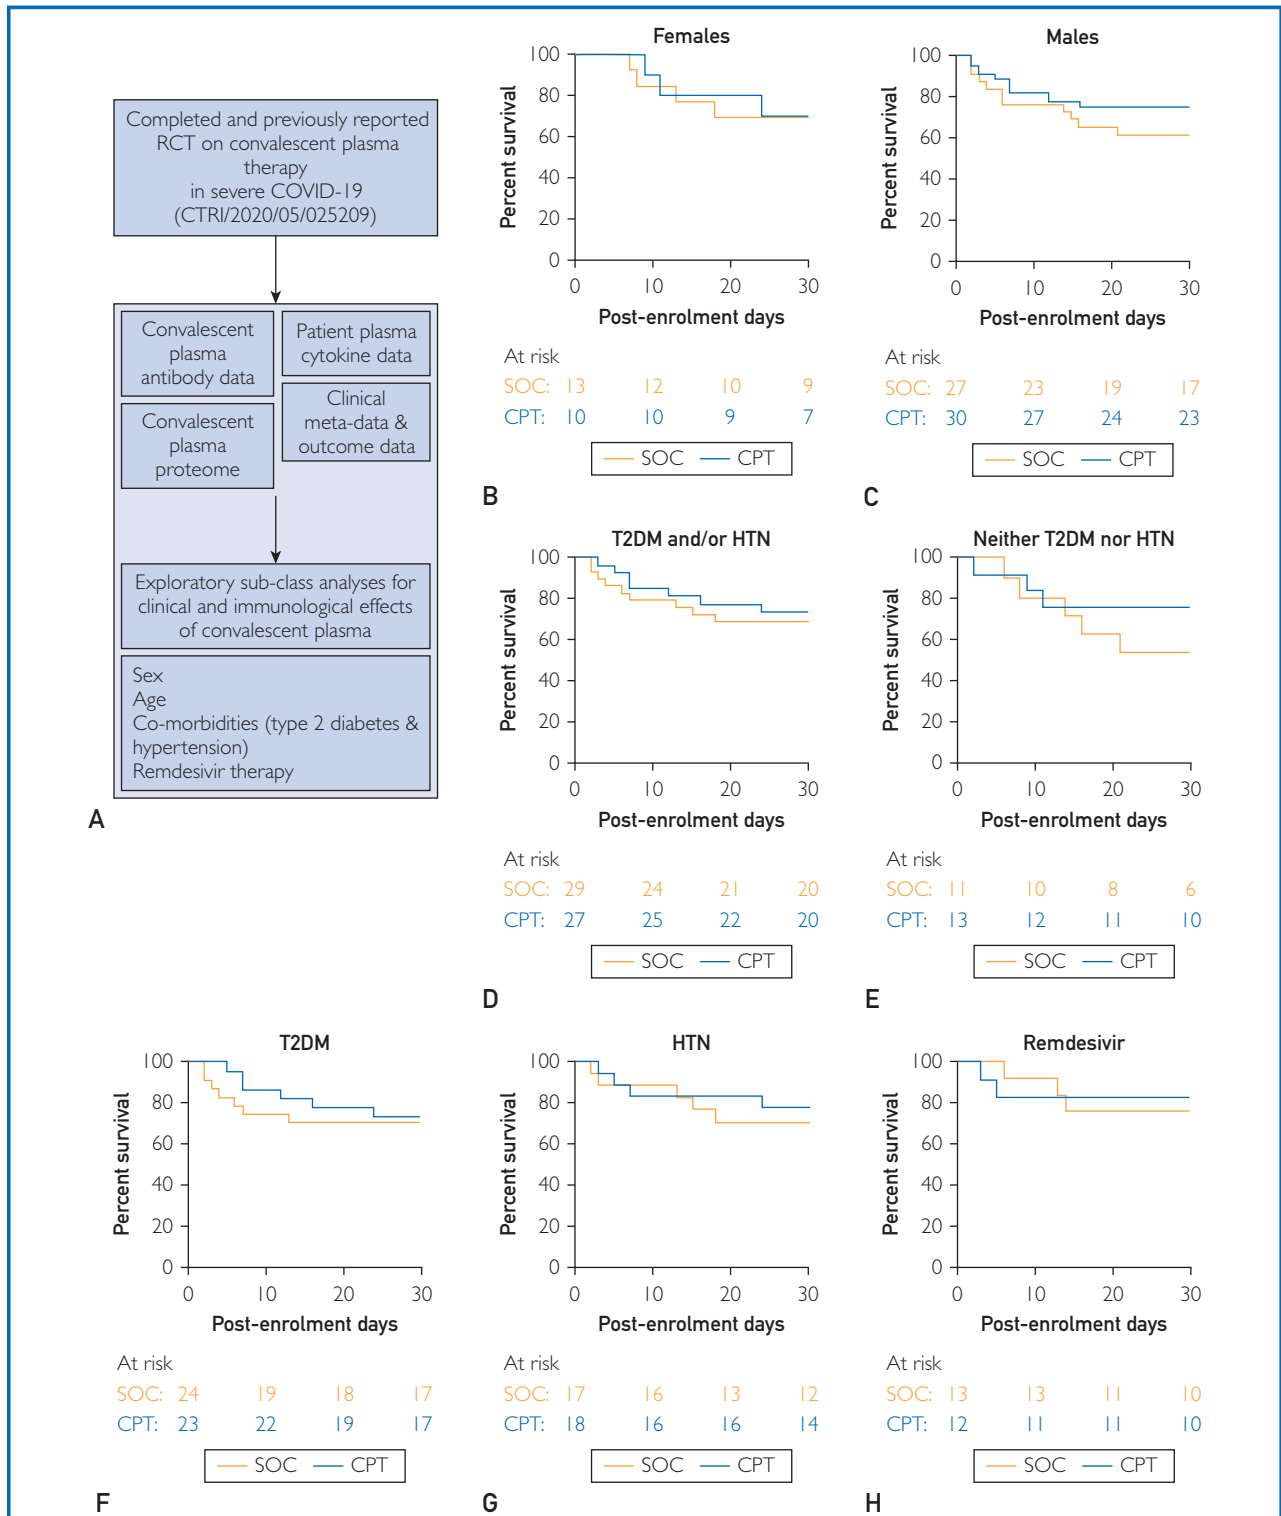 Completed and previously reported
RCT on convalescent plasma
therapy
in severe COVID-19
(CTRI/2020/05/025209)
Convalescent
plasma
antibody data
Patient plasma
cytokine data
Convalescent
plasma
proteome
Clinical
meta-data &
outcome data
Exploratory sub-class analyses for
clinical and immunological effects
of convalescent plasma
Sex
Age
Co-morbidities (type 2 diabetes &
hypertension)
Remdesivir therapy
A
Females
Percent survival
100
80
60
40
20
0
0 10 20 30
Post-enrolment days
At risk
SOC: 13 12 10 9
CPT: 10 10 9 7
SOC CPT
B
Males
Percent survival
100
80
60
40
20
0
0 10 20 30
Post-enrolment days
At risk
SOC: 27 23 19 17
CPT: 30 27 24 23
SOC CPT
C
T2DM and/or HTN
Percent survival
100
80
60
40
20
0
0 10 20 30
Post-enrolment days
At risk
SOC: 29 24 21 20
CPT: 27 25 22 20
SOC CPT
D
Neither T2DM nor HTN
Percent survival
100
80
60
40
20
0
0 10 20 30
Post-enrolment days
At risk
SOC: 11 10 8 6
CPT: 13 12 11 10
SOC CPT
E
T2DM
Percent survival
100
80
60
40
20
0
0 10 20 30
Post-enrolment days
At risk
SOC: 24 19 18 17
CPT: 23 22 19 17
SOC CPT
F
HTN
Percent survival
100
80
60
40
20
0
0 10 20 30
Post-enrolment days
At risk
SOC: 17 16 13 12
CPT: 18 16 16 14
SOC CPT
G
Remdesivir
Percent survival
100
80
60
40
20
0
0 10 20 30
Post-enrolment days
At risk
SOC: 13 13 11 10
CPT: 12 11 11 10
SOC CPT
H